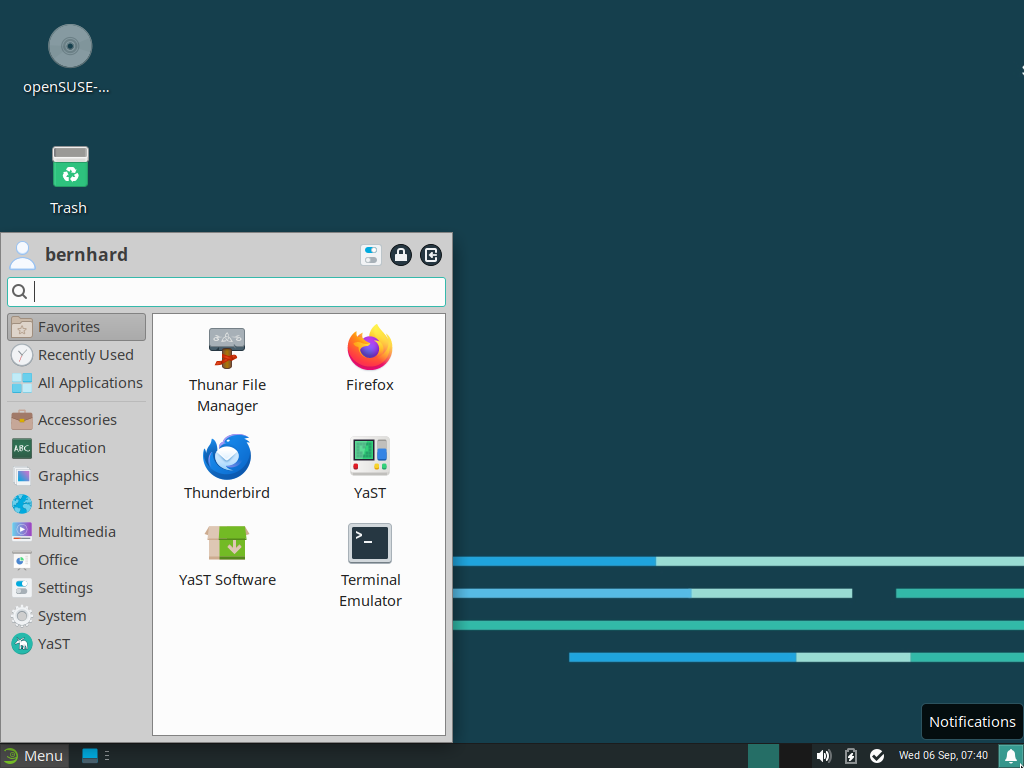 openSUSE-...
Trash
bernhard
Favorites
Recently Used
All Applications
Accessories
Education
Graphics
Internet
Multimedia
Office
Settings
System
YaST
Thunar File
Manager
Firefox
Thunderbird
YaST
YaST Software
Terminal
Emulator
ABC
Notifications
Menu
Wed 06 Sep, 07:40